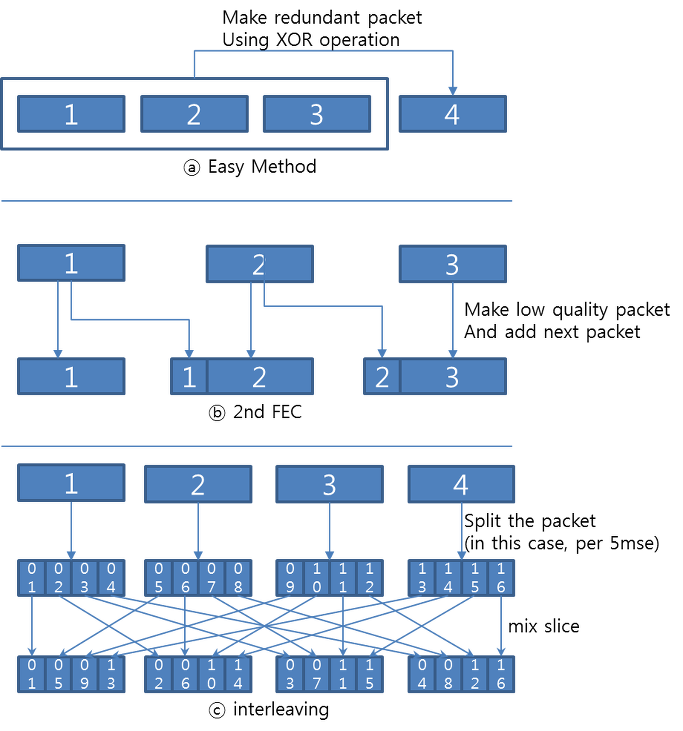 Make redundant packet
Using XOR operation
1 2 3 4
ⓐ Easy Method
1 2 3
Make low quality packet
And add next packet
1 1 2 2 3
ⓑ 2nd FEC
1 2 3 4
Split the packet
(in this case, per 5mse)
01 02 03 04 05 06 07 08 09 10 11 12 13 14 15 16
mix slice
01 05 09 13 02 06 10 14 03 07 11 15 04 08 12 16
ⓒ interleaving